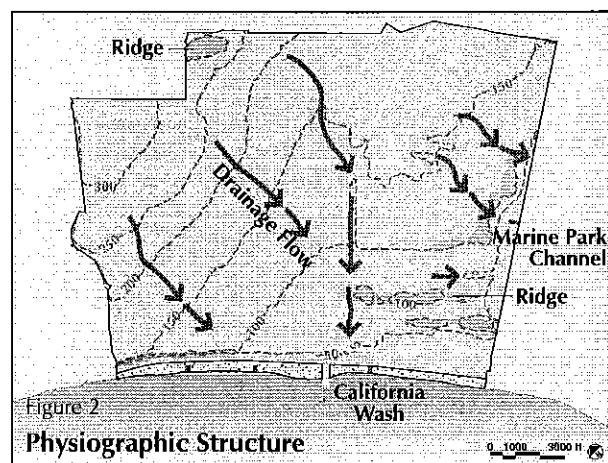 Ridge
150
300
250
200
150
100
Drainage Flow
Marine Park
Channel
Ridge
100
50
California
Wash
Figure 2
Physiographic Structure
0 1000 3000 ft